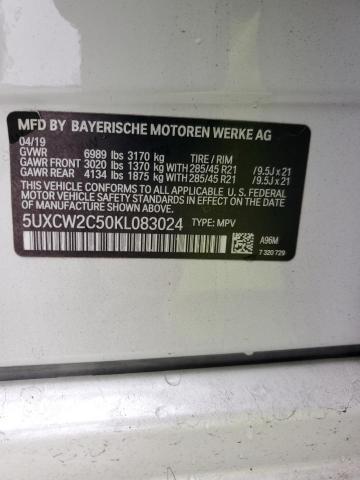 MFD BY BAYERISCHE MOTOREN WERKE AG
04/19
GVWR 6989 lbs 3170 kg TIRE / RIM
GAWR FRONT 3020 lbs 1370 kg WITH 285/45 R21 / 9.5J x 21
GAWR REAR 4134 lbs 1875 kg WITH 285/45 R21 / 9.5J x 21
THIS VEHICLE CONFORMS TO ALL APPLICABLE U. S. FEDERAL
MOTOR VEHICLE SAFETY STANDARDS IN EFFECT ON
THE DATE OF MANUFACTURE SHOWN ABOVE.
5UXCW2C50KL083024 TYPE: MPV
A96M
7 320 729